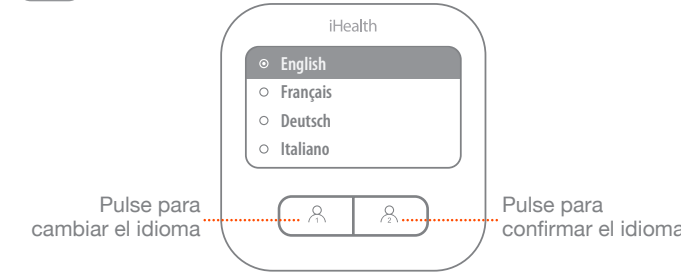 iHealth
English
Français
Deutsch
Italiano
Pulse para
cambiar el idioma
1
2
Pulse para
confirmar el idioma